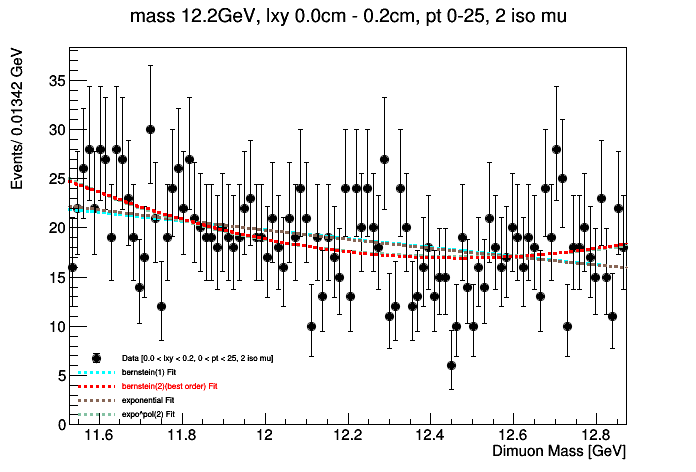 mass 12.2GeV, lxy 0.0cm - 0.2cm, pt 0-25, 2 iso mu
Events/ 0.01342 GeV
35
30
25
20
15
10
5
0
Data [0.0 < lxy < 0.2, 0 < pt < 25, 2 iso mu]
bernstein(1) Fit
bernstein(2)(best order) Fit
exponential Fit
expo*pol(2) Fit
11.6 11.8 12 12.2 12.4 12.6 12.8
Dimuon Mass [GeV]